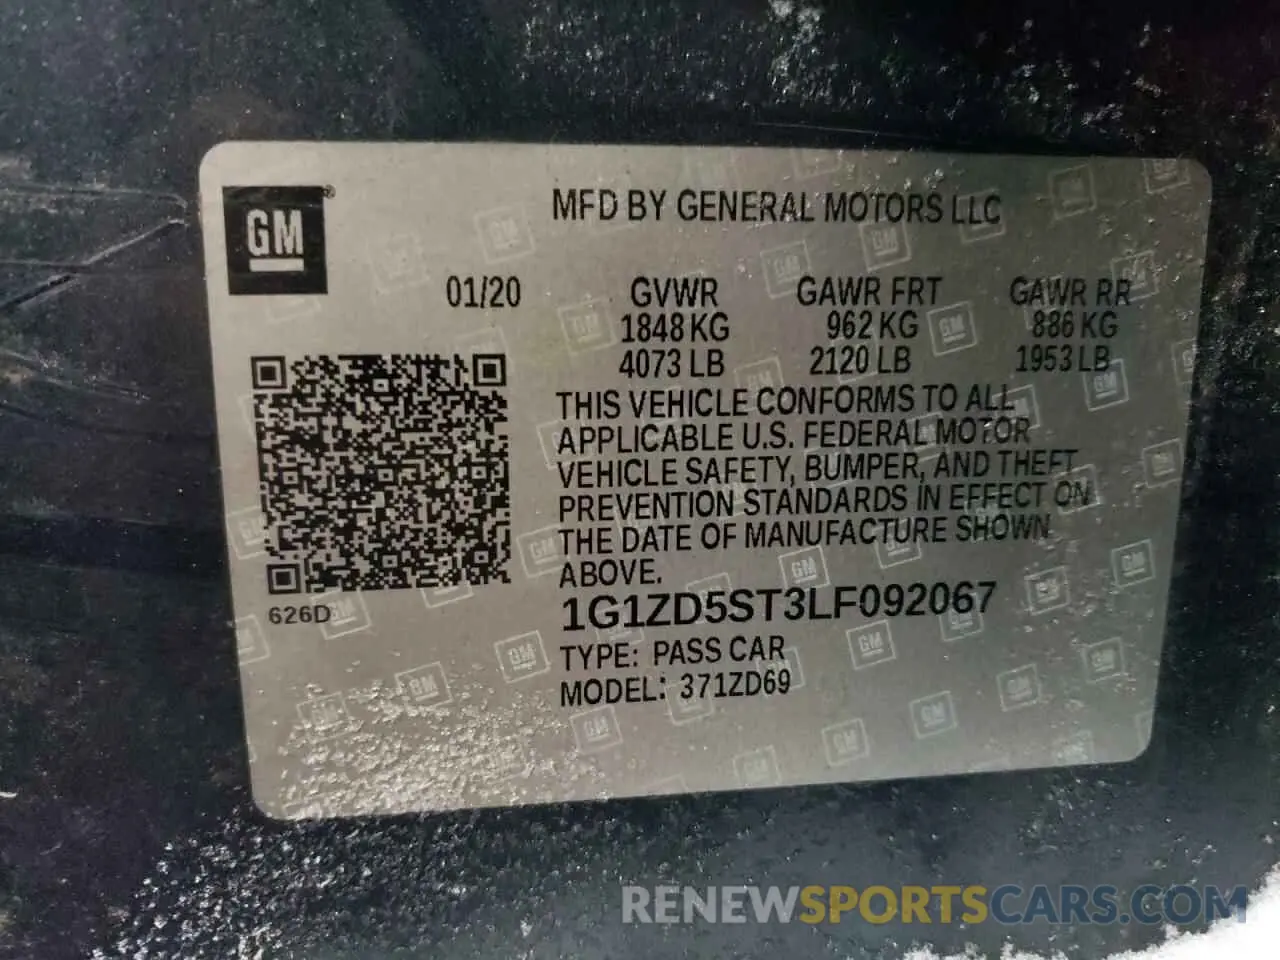 GM®
MFD BY GENERAL MOTORS LLC
01/20 GVWR GAWR FRT GAWR RR
1848 KG 962 KG 886 KG
4073 LB 2120 LB 1953 LB
THIS VEHICLE CONFORMS TO ALL
APPLICABLE U.S. FEDERAL MOTOR
VEHICLE SAFETY, BUMPER, AND THEFT
PREVENTION STANDARDS IN EFFECT ON
THE DATE OF MANUFACTURE SHOWN
ABOVE.
626D
1G1ZD5ST3LF092067
TYPE: PASS CAR
MODEL: 371ZD69
RENEWSPORTSCARS.COM